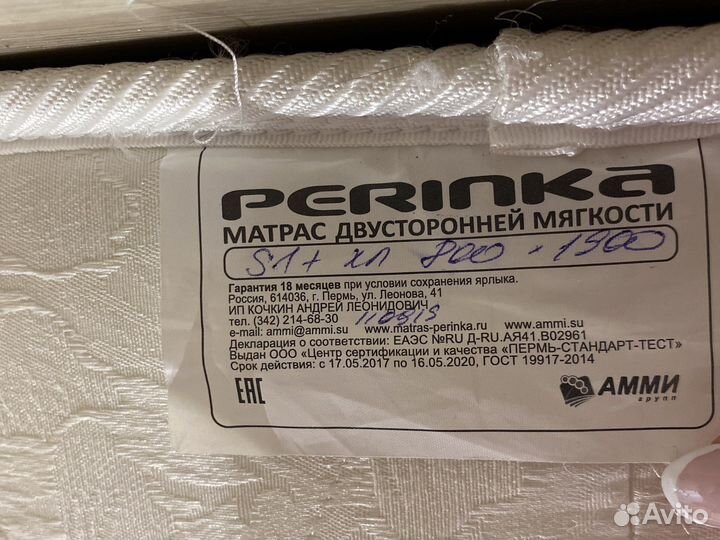 PERINKA
МАТРАС ДВУСТОРОННЕЙ МЯГКОСТИ
S1+ хл 800 × 1900
Гарантия 18 месяцев при условии сохранения ярлыка.
Россия, 614036, г. Пермь, ул. Леонова, 41
ИП КОЧКИН АНДРЕЙ ЛЕОНИДОВИЧ
тел. (342) 214-68-30
e-mail: ammi@ammi.su www.matras-perinka.ru www.ammi.su
Декларация о соответствии: ЕАЭС №RU Д-RU.АЯ41.В02961
Выдан ООО «Центр сертификации и качества «ПЕРМЬ-СТАНДАРТ-ТЕСТ»
Срок действия: с 17.05.2017 по 16.05.2020, ГОСТ 19917-2014
EAC
АММИ
групп
Avito